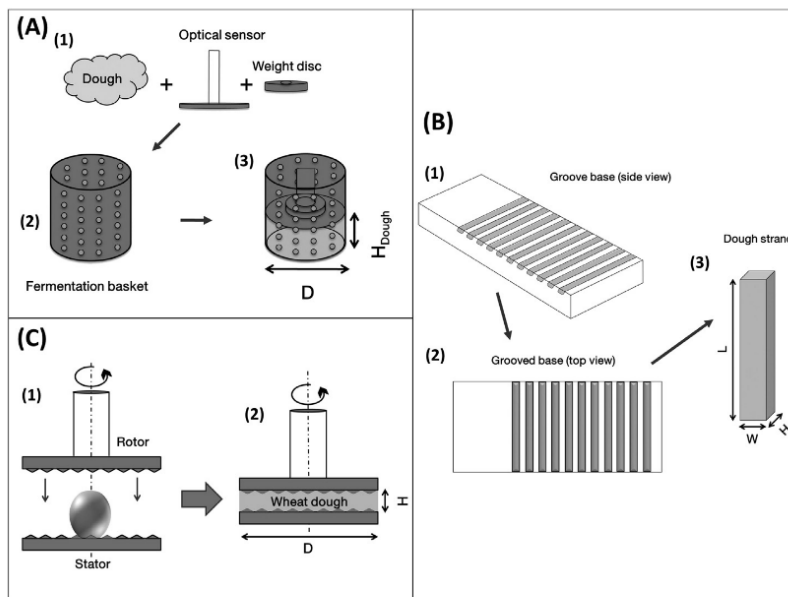 (A)
(1)
Optical sensor
Dough
+
+
Weight disc
(2)
(3)
H Dough
D
Fermentation basket
(B)
(1)
Groove base (side view)
(2)
Grooved base (top view)
(3)
Dough strand
L
W
H
(C)
(1)
Rotor
Stator
(2)
Wheat dough
H
D